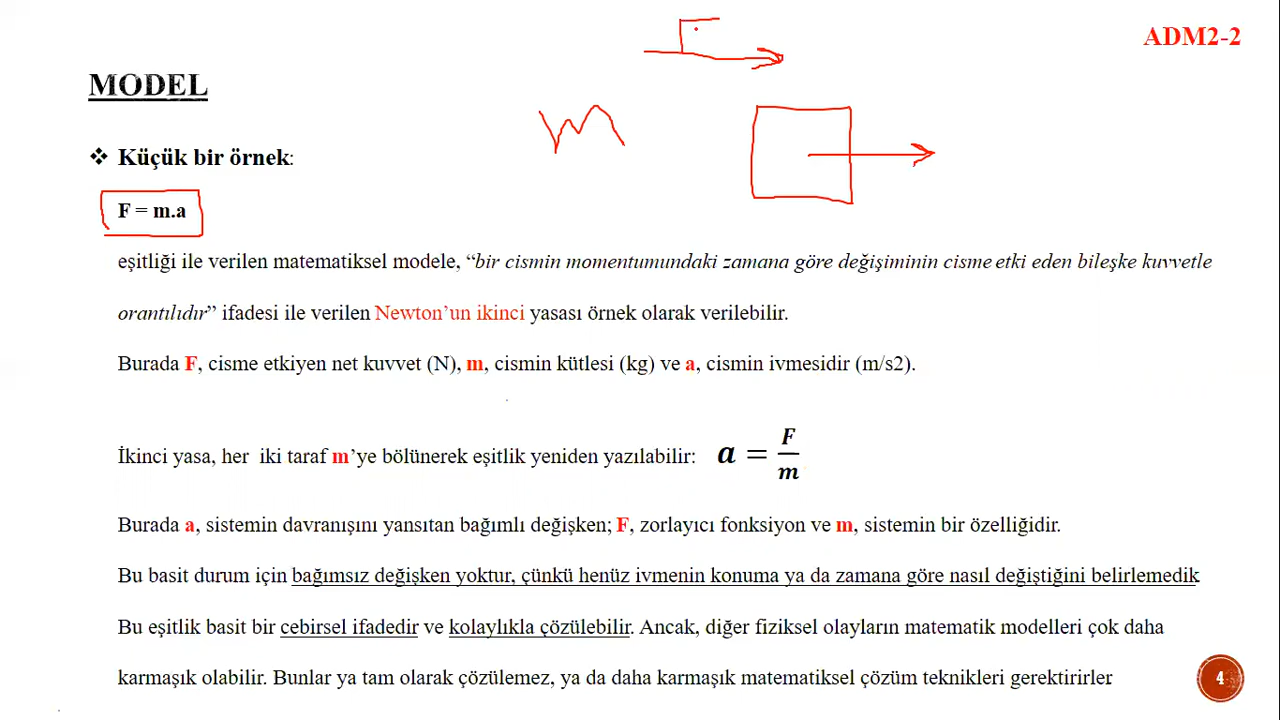 ADM2-2
MODEL
m
❖ Küçük bir örnek:
F = m.a
eşitliği ile verilen matematiksel modele, “bir cismin momentumundaki zamana göre değişiminin cisme etki eden bileşke kuvvetle
orantılıdır” ifadesi ile verilen Newton’un ikinci yasası örnek olarak verilebilir.
Burada F, cisme etkiyen net kuvvet (N), m, cismin kütlesi (kg) ve a, cismin ivmesidir (m/s2).
İkinci yasa, her iki taraf m’ye bölünerek eşitlik yeniden yazılabilir: a = F/m
Burada a, sistemin davranışını yansıtan bağımlı değişken; F, zorlayıcı fonksiyon ve m, sistemin bir özelliğidir.
Bu basit durum için bağımsız değişken yoktur, çünkü henüz ivmenin konuma ya da zamana göre nasıl değiştiğini belirlemedik
Bu eşitlik basit bir cebirsel ifadedir ve kolaylıkla çözülebilir. Ancak, diğer fiziksel olayların matematik modelleri çok daha
karmaşık olabilir. Bunlar ya tam olarak çözülemez, ya da daha karmaşık matematiksel çözüm teknikleri gerektirirler
4